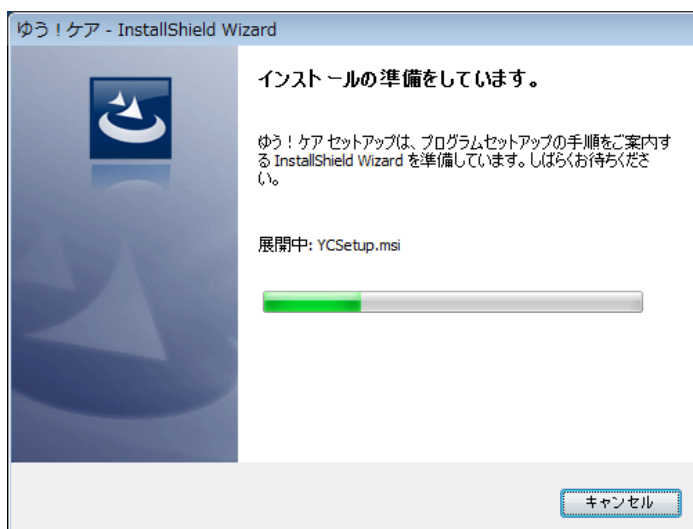 ゆう！ケア - InstallShield Wizard
インストールの準備をしています。
ゆう！ケア セットアップは、プログラムセットアップの手順をご案内す
る InstallShield Wizard を準備しています。しばらくお待ちくださ
い。
展開中: YCSetup.msi
キャンセル